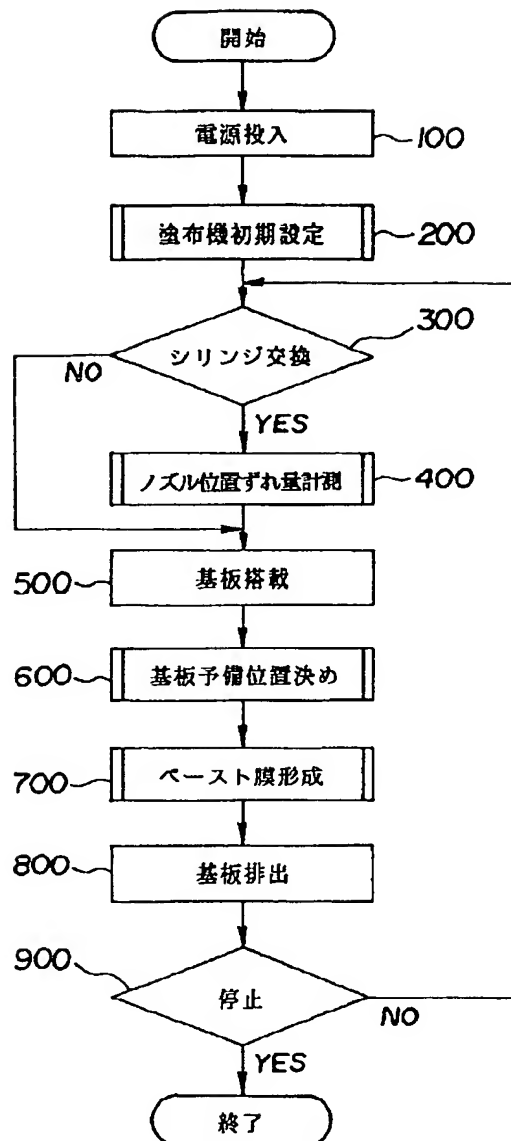 開始
電源投入
100
塗布機初期設定
200
300
シリンジ交換
NO
YES
ノズル位置ずれ量計測
400
500
基板搭載
600
基板予備位置決め
700
ペースト膜形成
800
基板排出
900
停止
NO
YES
終了